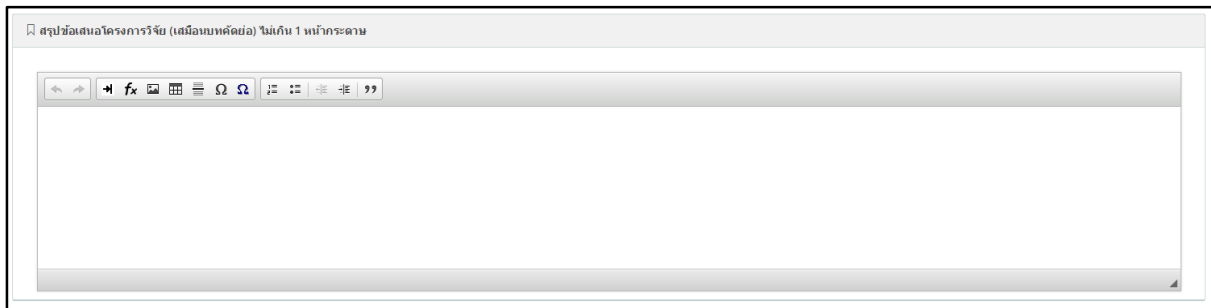 สรุปข้อเสนอโครงการวิจัย (เสมือนบทคัดย่อ) ไม่เกิน 1 หน้ากระดาษ